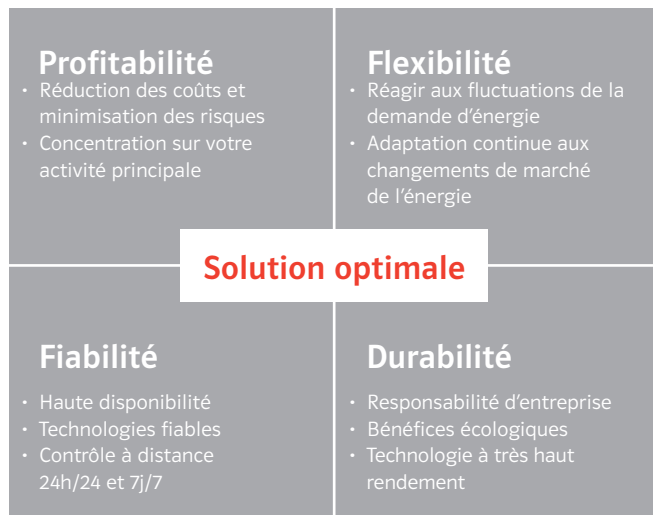 Profitabilité
· Réduction des coûts et
minimisation des risques
· Concentration sur votre
activité principale
Flexibilité
· Réagir aux fluctuations de la
demande d’énergie
· Adaptation continue aux
changements de marché
de l’énergie
Solution optimale
Fiabilité
· Haute disponibilité
· Technologies fiables
· Contrôle à distance
24h/24 et 7j/7
Durabilité
· Responsabilité d’entreprise
· Bénéfices écologiques
· Technologie à très haut
rendement